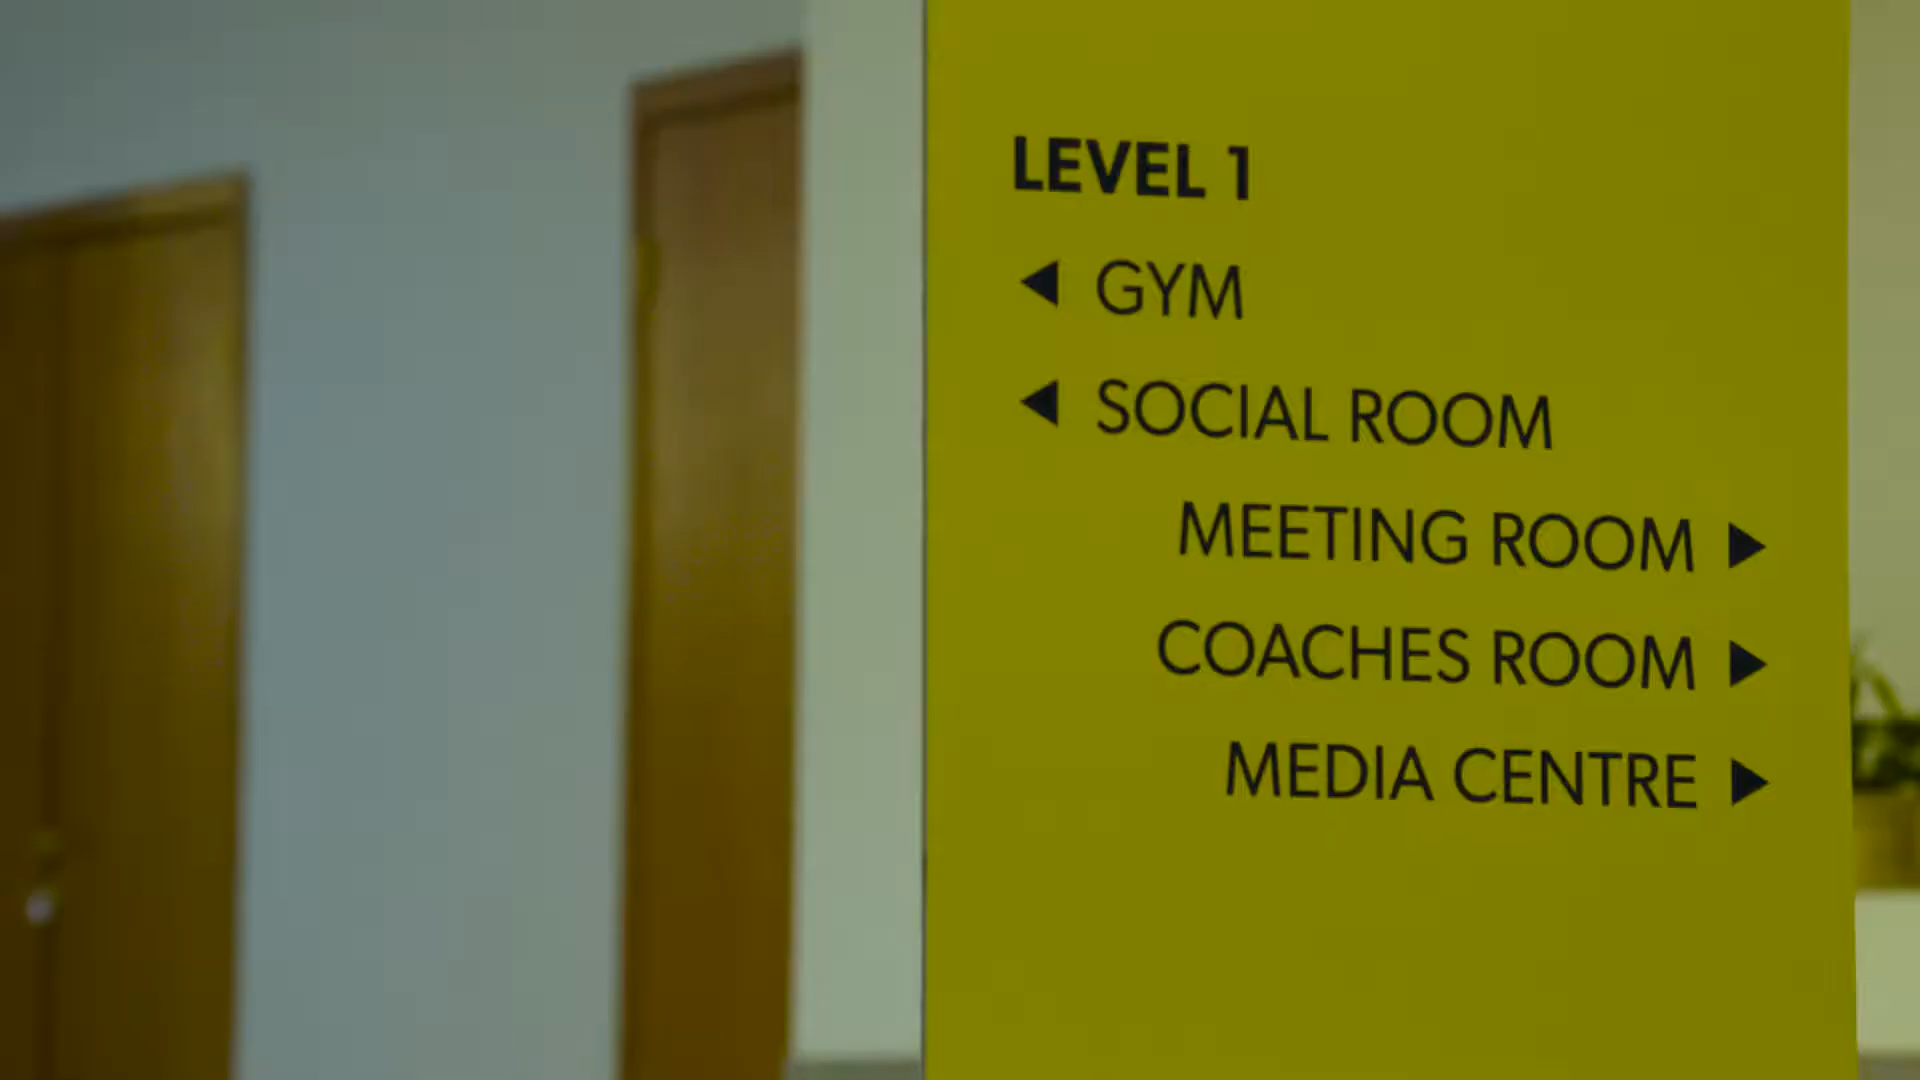 LEVEL 1
◀ GYM
◀ SOCIAL ROOM
MEETING ROOM ▶
COACHES ROOM ▶
MEDIA CENTRE ▶